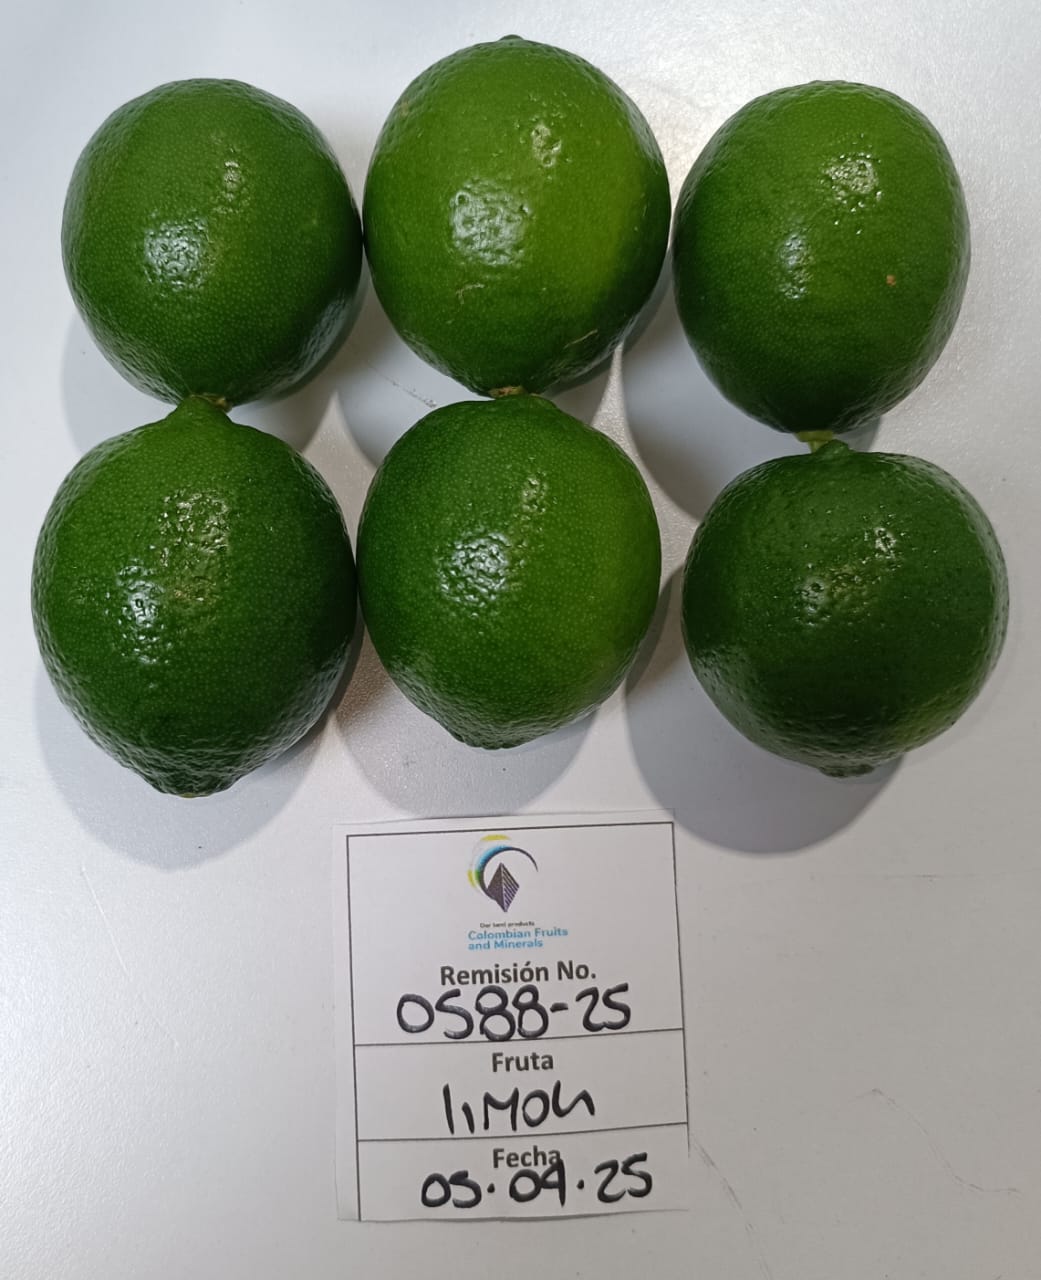 Our best products
Colombian Fruits
and Minerals
Remisión No.
0588-25
Fruta
liMon
Fecha
05.09.25